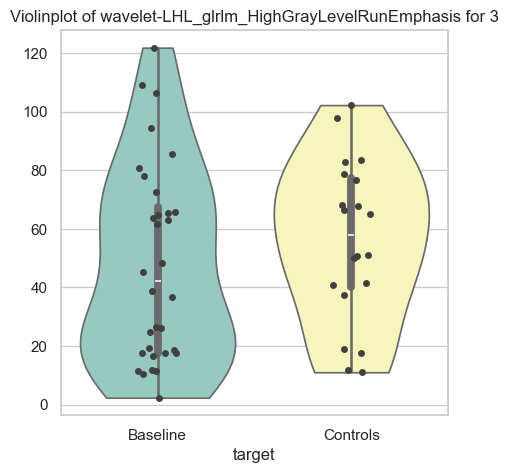 Violinplot of wavelet-LHL_glrlm_HighGrayLevelRunEmphasis for 3
120
100
80
60
40
20
0
Baseline Controls
target